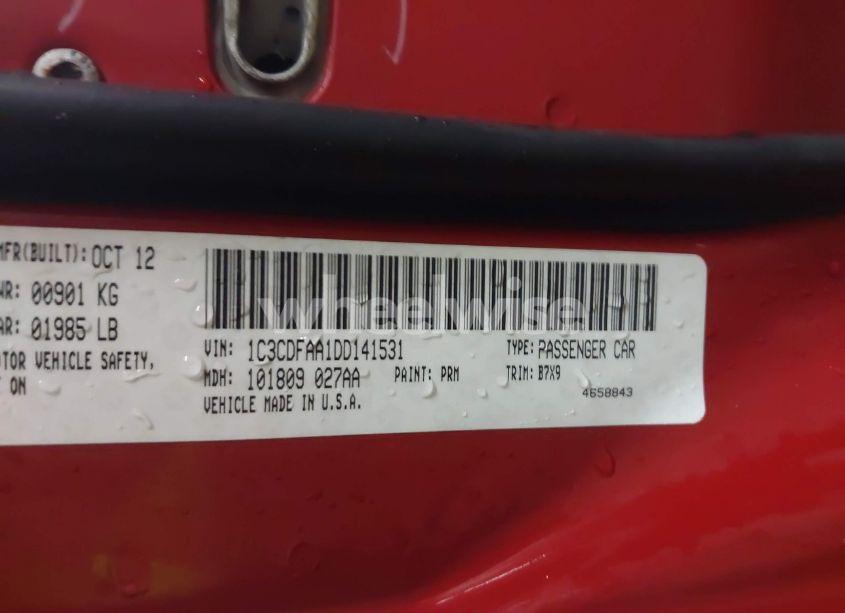 MFR(BUILT): OCT 12
WR: 00901 KG
AR: 01985 LB
OTOR VEHICLE SAFETY,
ON
wheelwise
VIN: 1C3CDFAA1DD141531
TYPE: PASSENGER CAR
MDH: 101809 027AA
PAINT: PRM
TRIM: B7X9
VEHICLE MADE IN U.S.A.
4658843